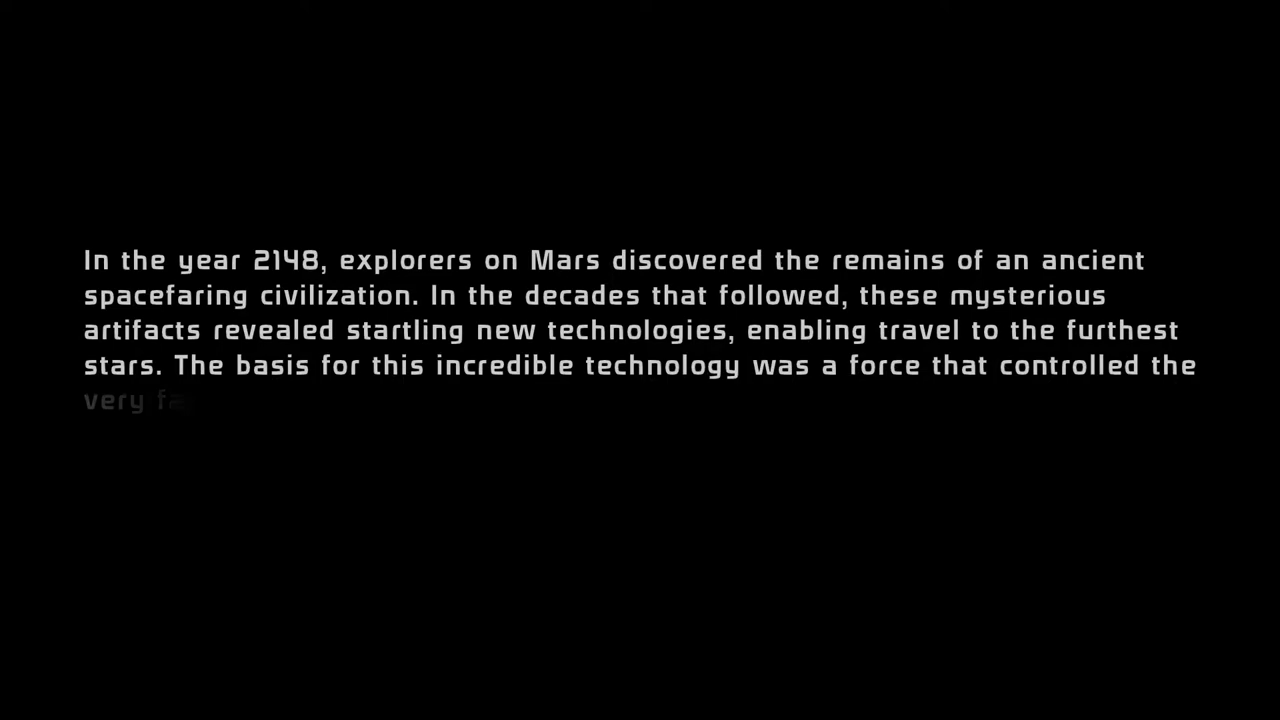 In the year 2148, explorers on Mars discovered the remains of an ancient
spacefaring civilization. In the decades that followed, these mysterious
artifacts revealed startling new technologies, enabling travel to the furthest
stars. The basis for this incredible technology was a force that controlled the
very